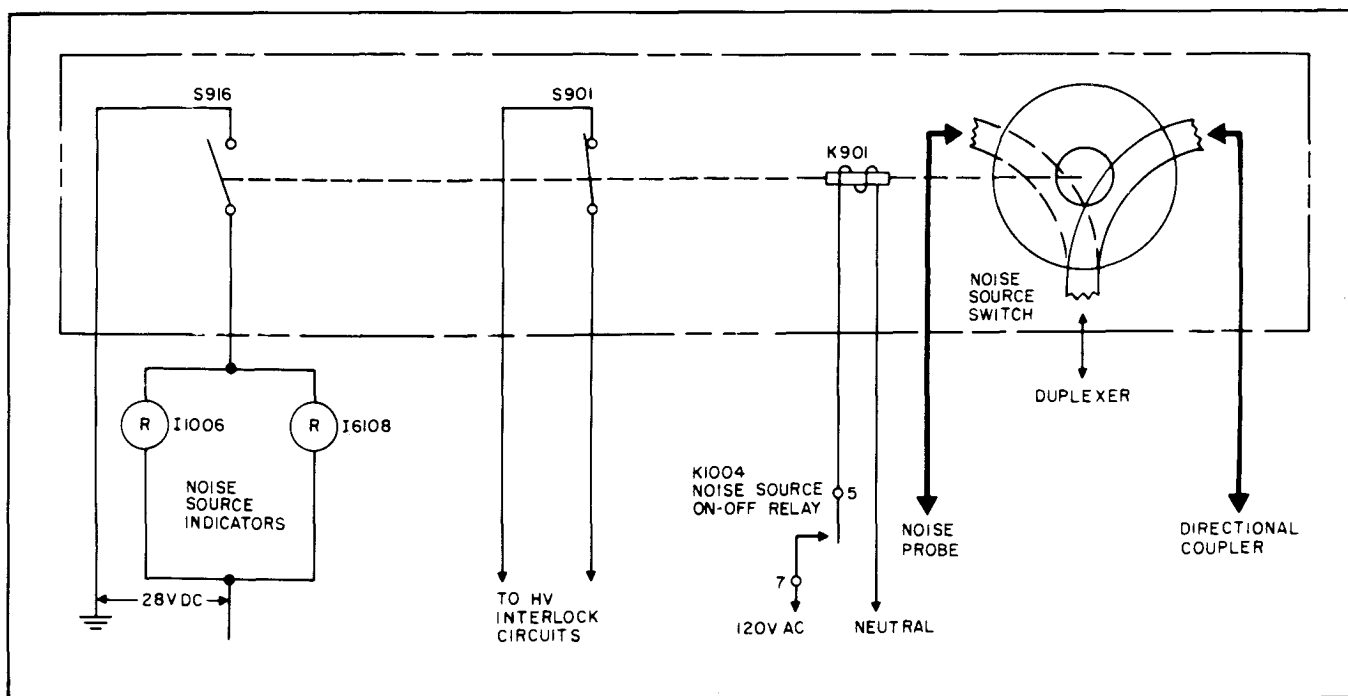 S916
S901
K901
NOISE
SOURCE
SWITCH
DUPLEXER
R
I1006
R
I6108
NOISE
SOURCE
INDICATORS
28V DC
TO HV
INTERLOCK
CIRCUITS
K1004
NOISE SOURCE
ON-OFF RELAY
5
7
120V AC
NEUTRAL
NOISE
PROBE
DIRECTIONAL
COUPLER